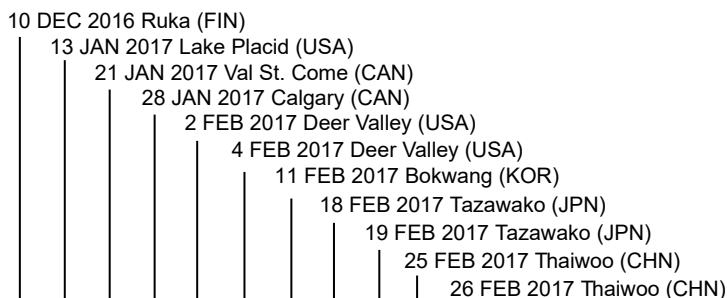 10 DEC 2016 Ruka (FIN)
13 JAN 2017 Lake Placid (USA)
21 JAN 2017 Val St. Come (CAN)
28 JAN 2017 Calgary (CAN)
2 FEB 2017 Deer Valley (USA)
4 FEB 2017 Deer Valley (USA)
11 FEB 2017 Bokwang (KOR)
18 FEB 2017 Tazawako (JPN)
19 FEB 2017 Tazawako (JPN)
25 FEB 2017 Thaiwoo (CHN)
26 FEB 2017 Thaiwoo (CHN)